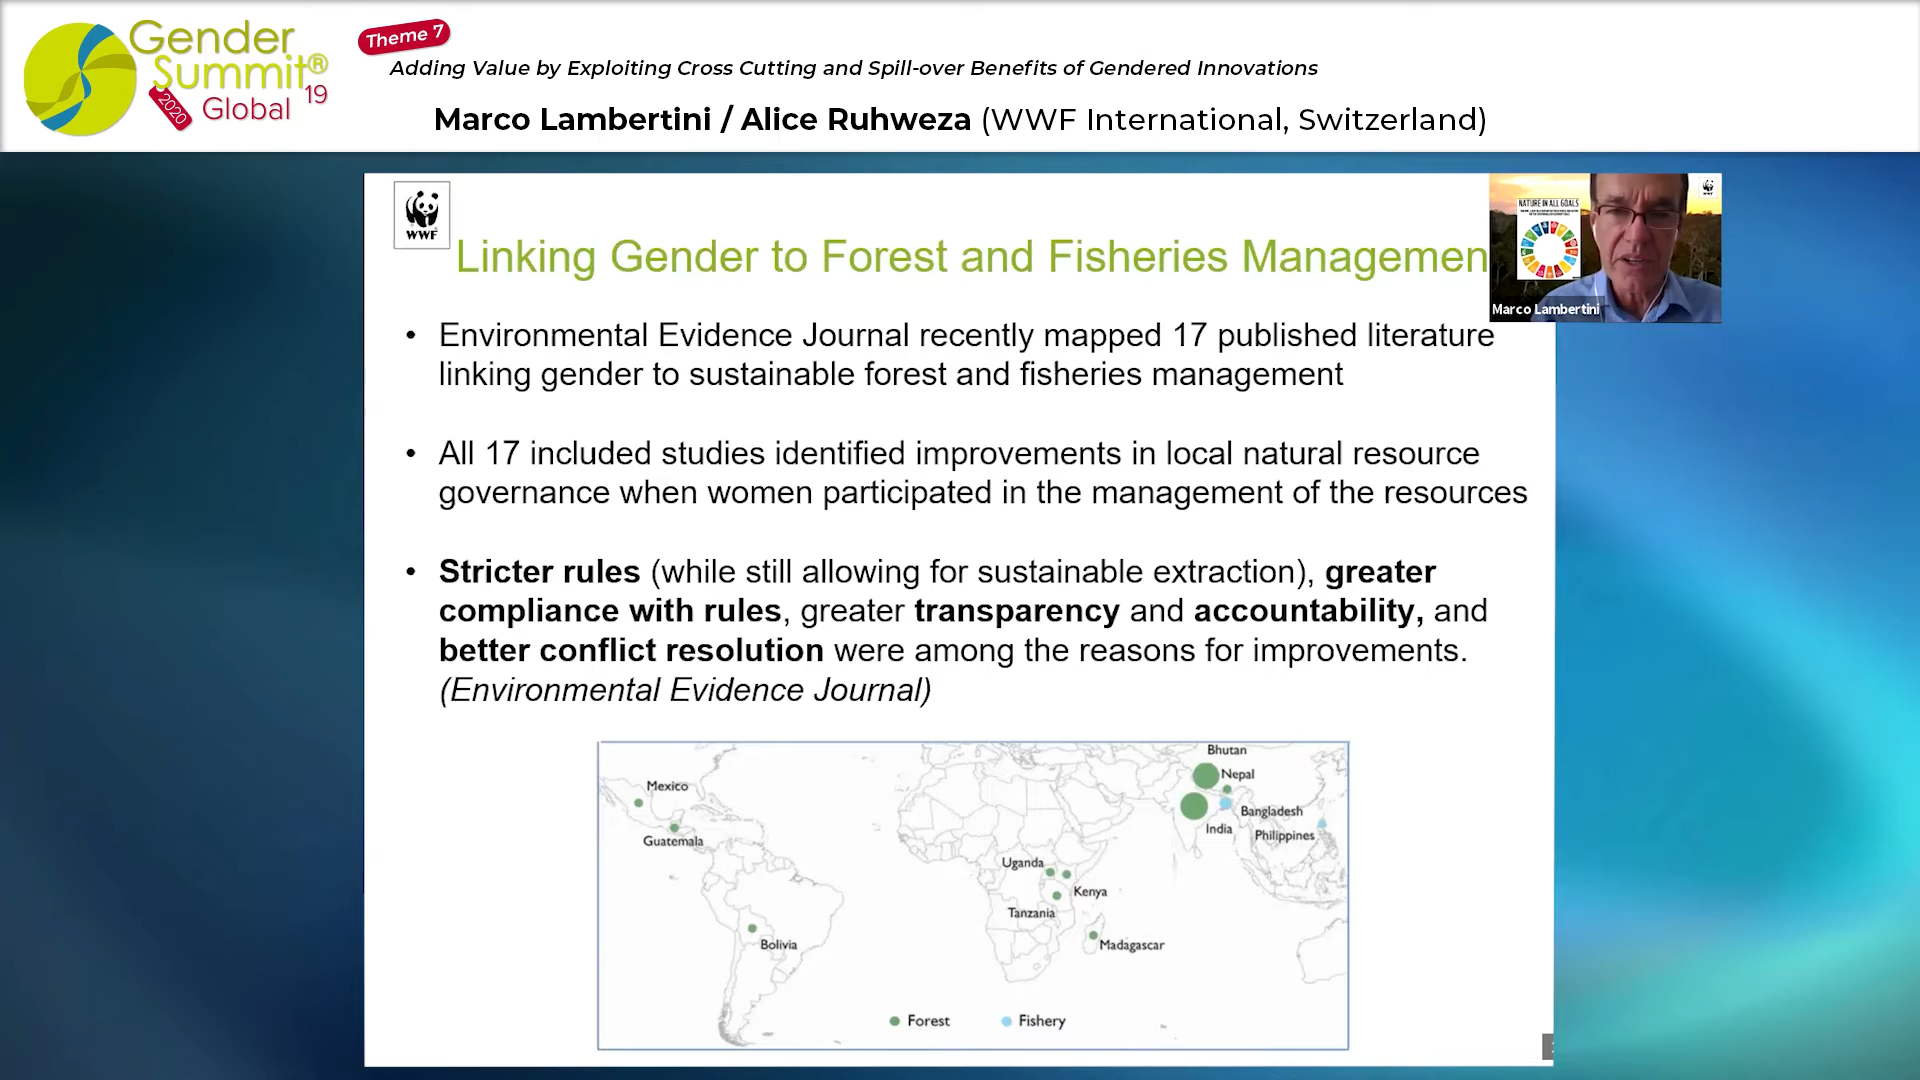 Gender
Summit®
2020
Global 19
Theme 7
Adding Value by Exploiting Cross Cutting and Spill-over Benefits of Gendered Innovations
Marco Lambertini / Alice Ruhweza (WWF International, Switzerland)
WWF
Linking Gender to Forest and Fisheries Managemen
NATURE IN ALL GOALS
WWF
Marco Lambertini
• Environmental Evidence Journal recently mapped 17 published literature
linking gender to sustainable forest and fisheries management
• All 17 included studies identified improvements in local natural resource
governance when women participated in the management of the resources
• Stricter rules (while still allowing for sustainable extraction), greater
compliance with rules, greater transparency and accountability, and
better conflict resolution were among the reasons for improvements.
(Environmental Evidence Journal)
Bhutan
Nepal
Mexico
Bangladesh
India
Philippines
Guatemala
Uganda
Kenya
Tanzania
Bolivia
Madagascar
Forest
Fishery